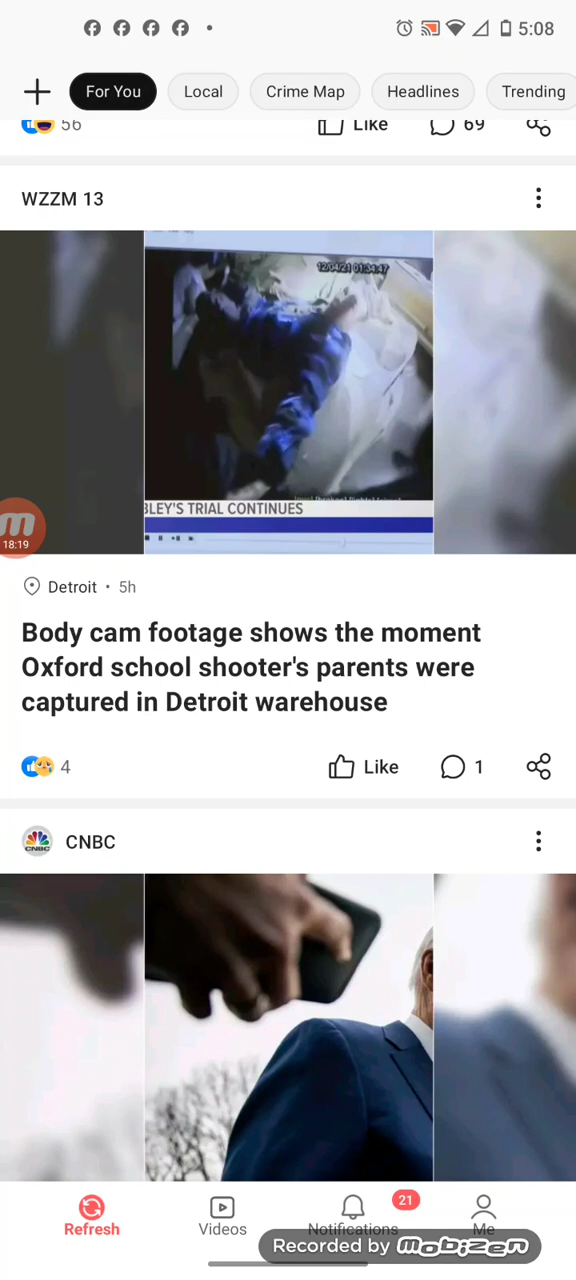 5:08
For You
Local
Crime Map
Headlines
Trending
56
Like
69
WZZM 13
12/04/21 01:34:47
BLEY'S TRIAL CONTINUES
18:19
Detroit • 5h
Body cam footage shows the moment
Oxford school shooter's parents were
captured in Detroit warehouse
4
Like
1
CNBC
CNBC
21
Refresh
Videos
Notifications
Me
Recorded by mobizen